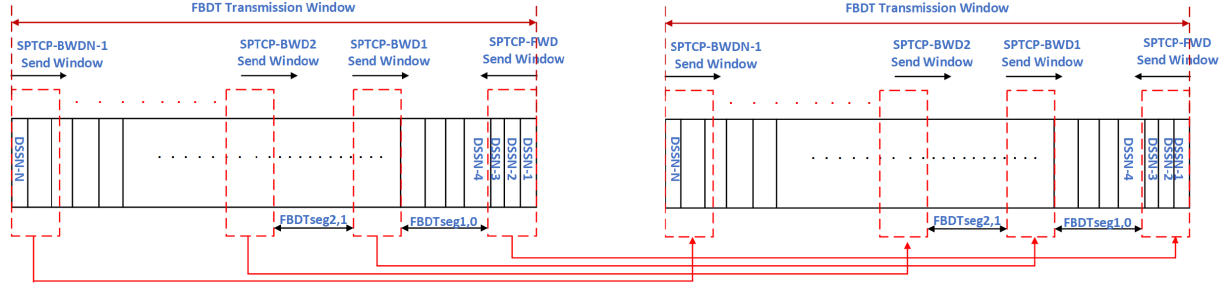 FBDT Transmission Window
SPTCP-BWDN-1
Send Window
SPTCP-BWD2
Send Window
SPTCP-BWD1
Send Window
SPTCP-FWD
Send Window
DSSN-N
DSSN-4
DSSN-3
DSSN-2
DSSN-1
FBDTseg2,1
FBDTseg1,0
FBDT Transmission Window
SPTCP-BWDN-1
Send Window
SPTCP-BWD2
Send Window
SPTCP-BWD1
Send Window
SPTCP-FWD
Send Window
DSSN-N
DSSN-4
DSSN-3
DSSN-2
DSSN-1
FBDTseg2,1
FBDTseg1,0